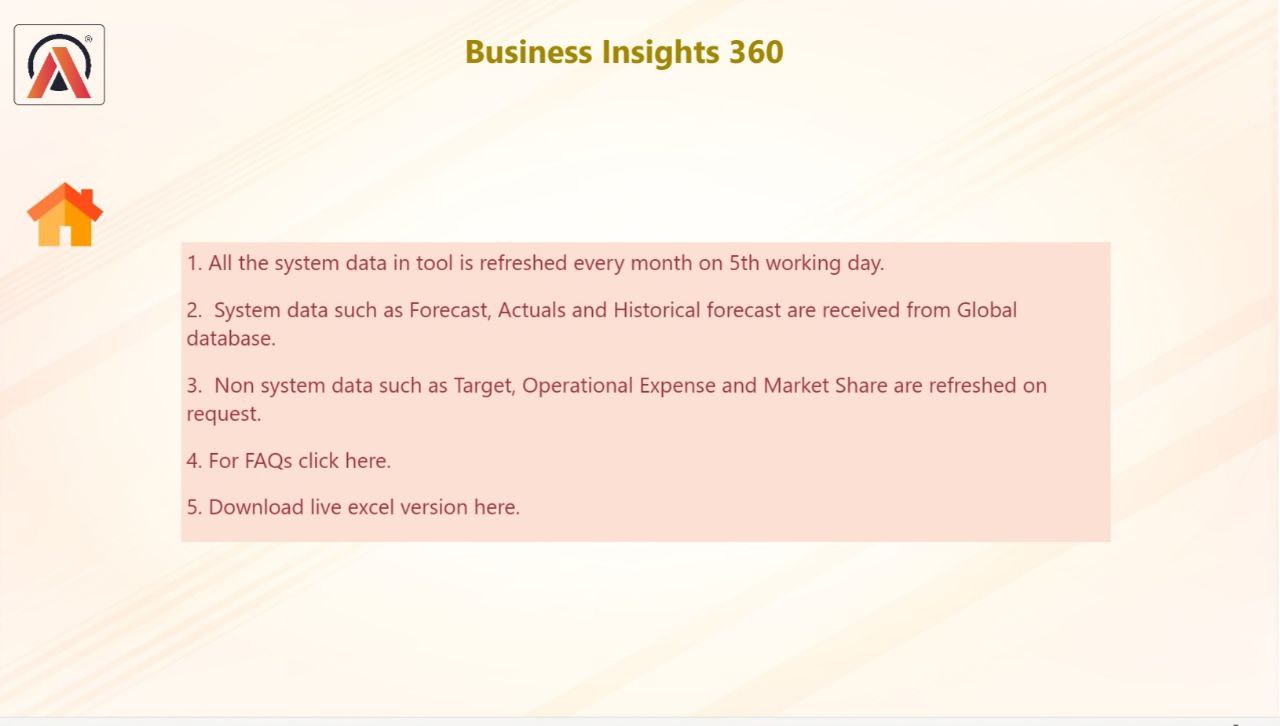 ®
Business Insights 360
1. All the system data in tool is refreshed every month on 5th working day.
2.  System data such as Forecast, Actuals and Historical forecast are received from Global
database.
3.  Non system data such as Target, Operational Expense and Market Share are refreshed on
request.
4. For FAQs click here.
5. Download live excel version here.